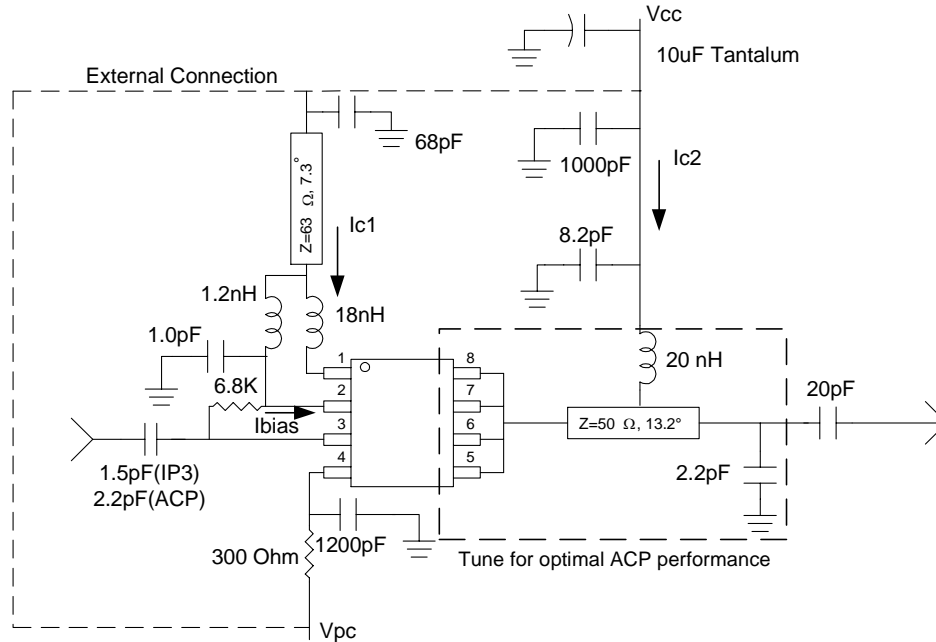 Vcc
10uF Tantalum
External Connection
68pF
1000pF
Ic2
Z=63 Ω, 7.3°
Ic1
8.2pF
1.2nH
18nH
1.0pF
20 nH
6.8K
1
8
20pF
2
7
Ibias
Z=50 Ω, 13.2°
3
6
4
5
1.5pF(IP3)
2.2pF(ACP)
2.2pF
1200pF
300 Ohm
Tune for optimal ACP performance
Vpc